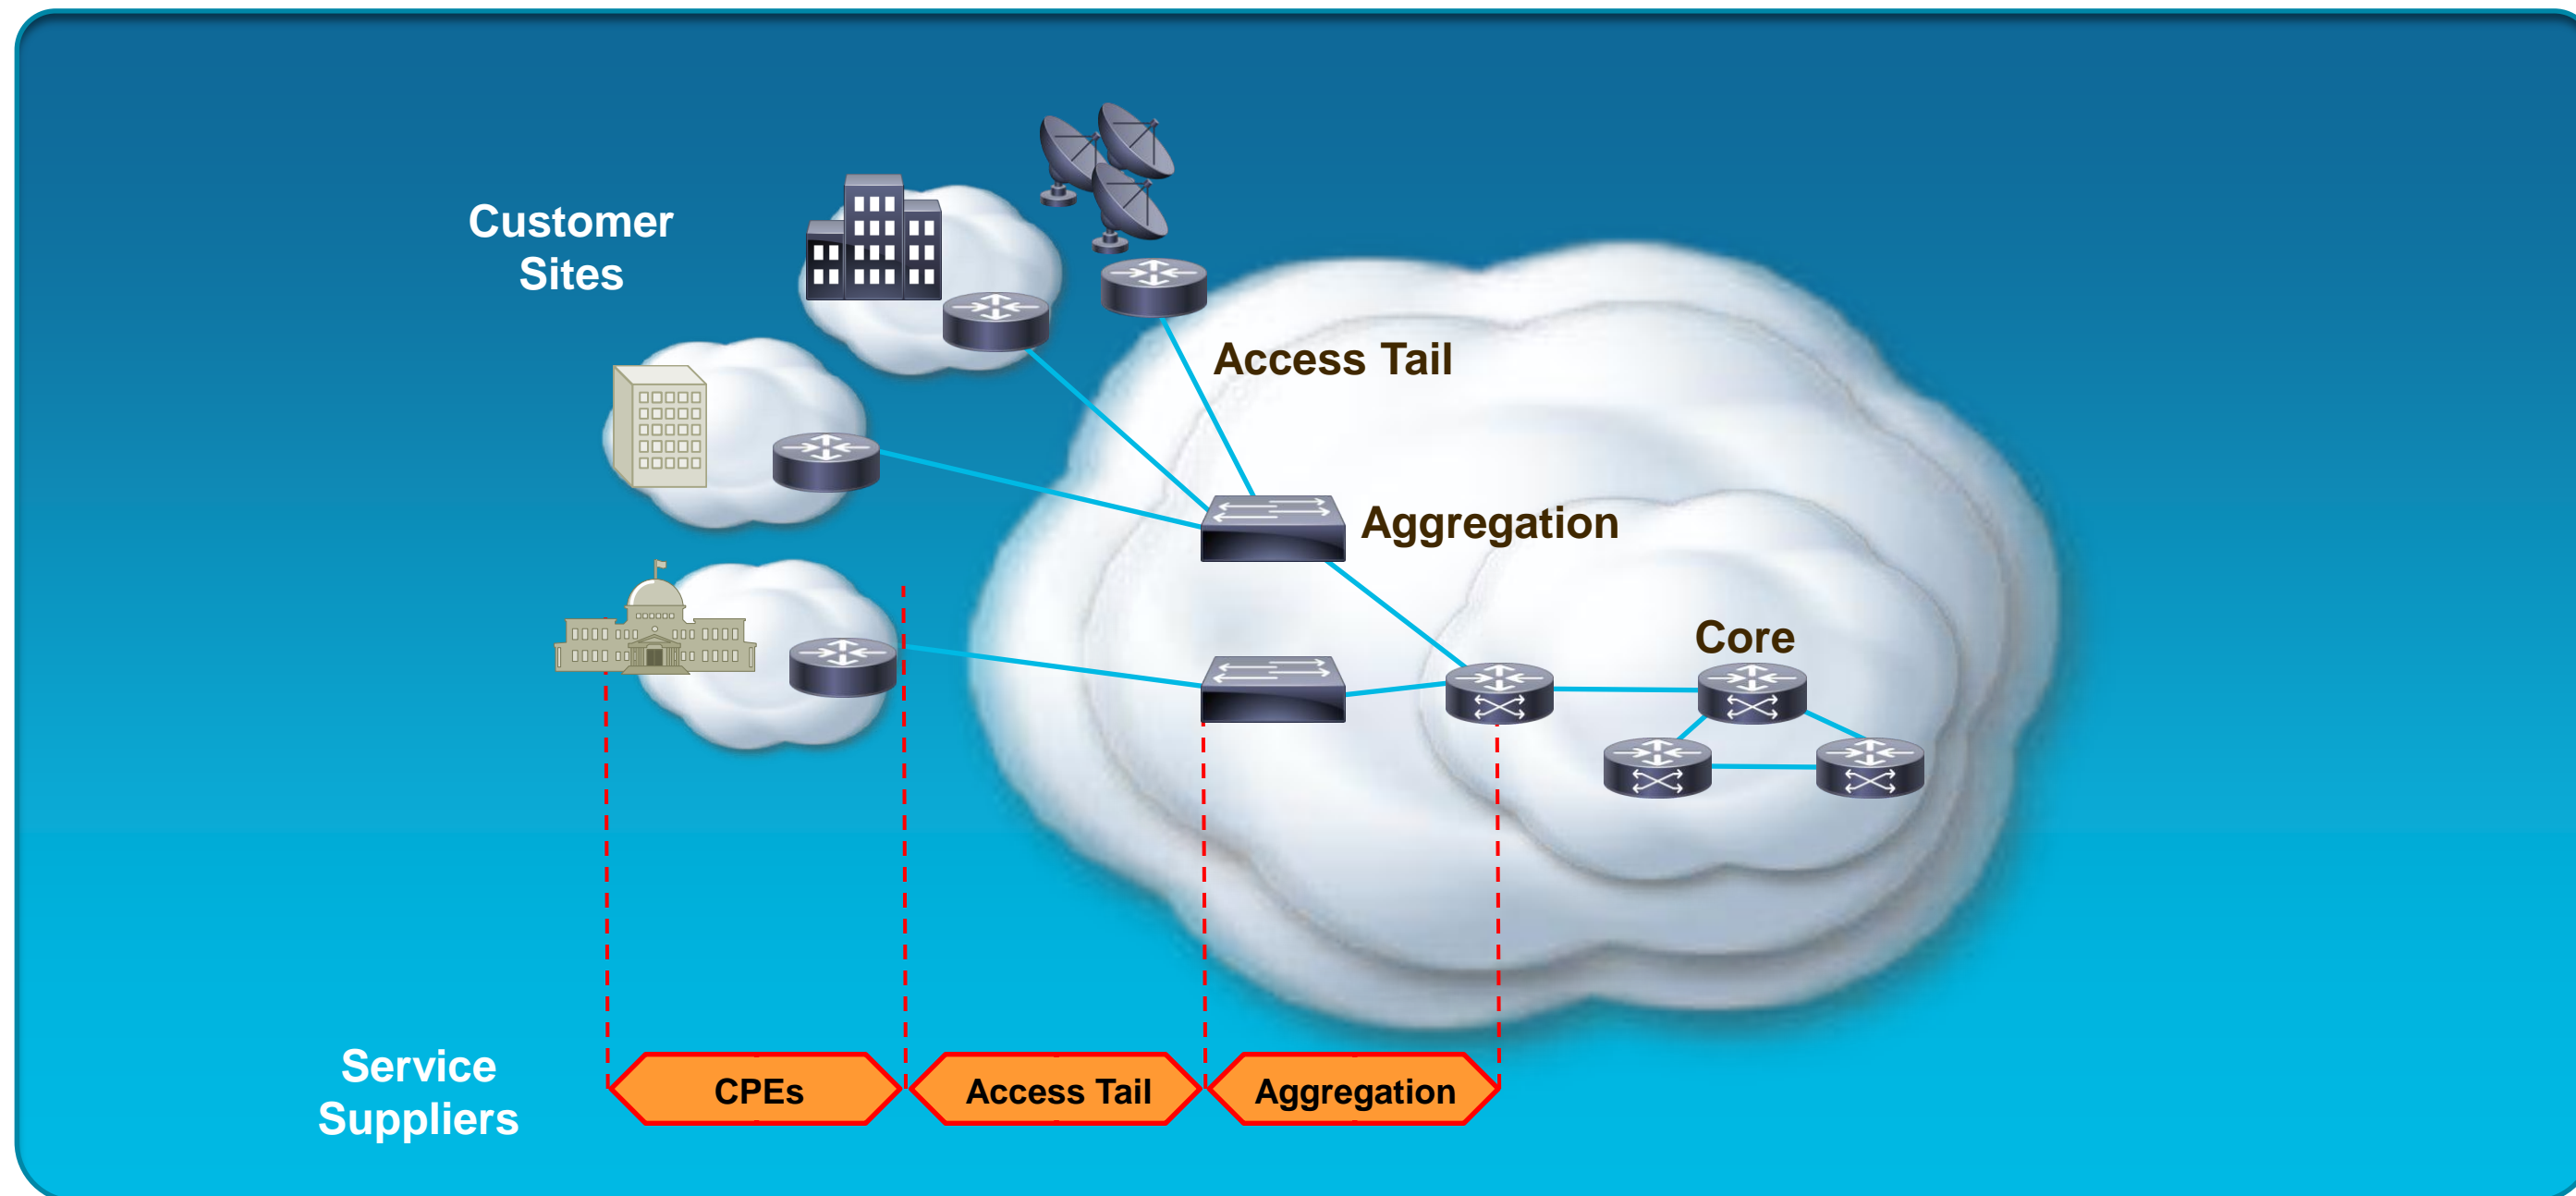 Customer
Sites
Access Tail
Aggregation
Core
Service
Suppliers
CPEs
Access Tail
Aggregation